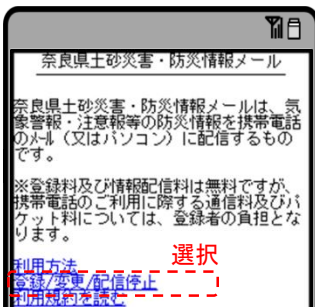 奈良県土砂災害・防災情報メール
奈良県土砂災害・防災情報メールは、気
象警報・注意報等の防災情報を携帯電話
のメール（又はパソコン）に配信するもの
です。
※登録料及び情報配信料は無料ですが、
携帯電話のご利用に際する通信料及びパ
ケット料については、登録者の負担とな
ります。
選択
利用方法
登録/変更/配信停止
利用規約を読む